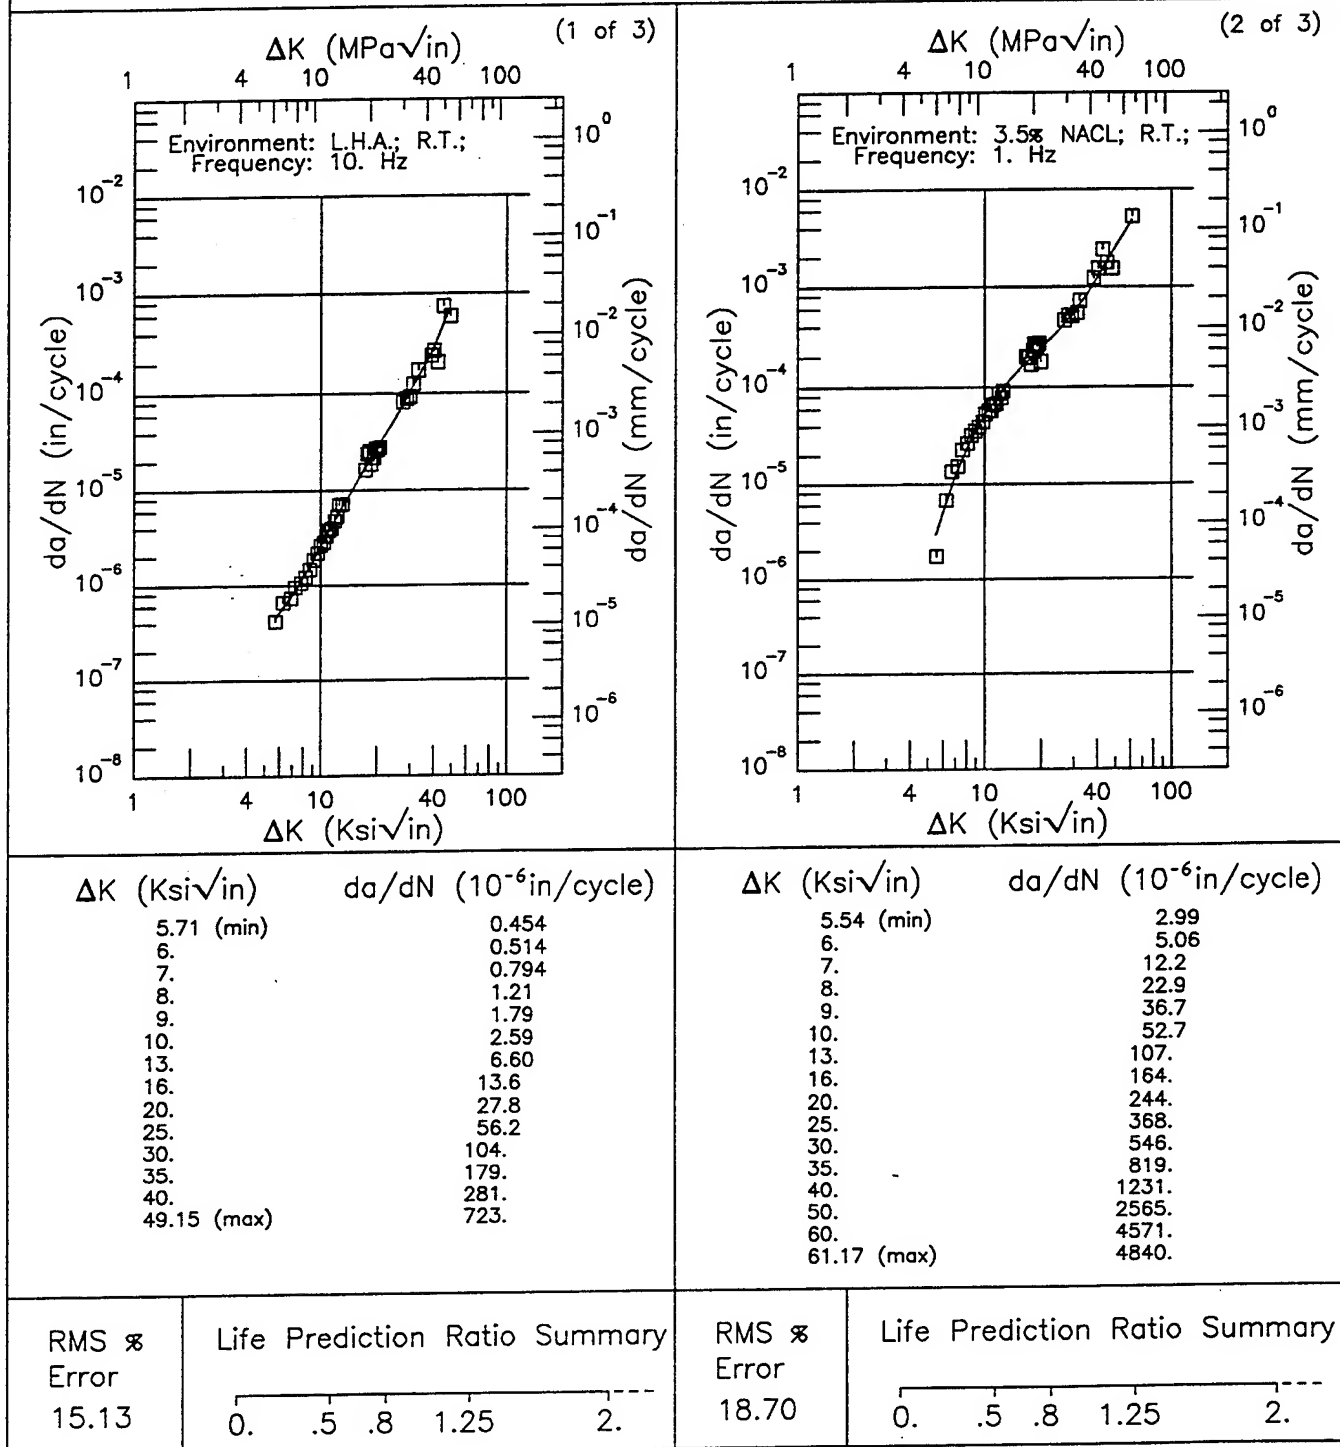 (1 of 3)
ΔK (MPa√in)
1 4 10 40 100
Environment: L.H.A.; R.T.;
Frequency: 10. Hz
da/dN (in/cycle)
10⁻²
10⁻³
10⁻⁴
10⁻⁵
10⁻⁶
10⁻⁷
10⁻⁸
da/dN (mm/cycle)
10⁰
10⁻¹
10⁻²
10⁻³
10⁻⁴
10⁻⁵
10⁻⁶
1 4 10 40 100
ΔK (Ksi√in)
ΔK (Ksi√in) da/dN (10⁻⁶in/cycle)
5.71 (min) 0.454
6. 0.514
7. 0.794
8. 1.21
9. 1.79
10. 2.59
13. 6.60
16. 13.6
20. 27.8
25. 56.2
30. 104.
35. 179.
40. 281.
49.15 (max) 723.
RMS %
Error
15.13
Life Prediction Ratio Summary
0. .5 .8 1.25 2.
(2 of 3)
ΔK (MPa√in)
1 4 10 40 100
Environment: 3.5% NACL; R.T.;
Frequency: 1. Hz
da/dN (in/cycle)
10⁻²
10⁻³
10⁻⁴
10⁻⁵
10⁻⁶
10⁻⁷
10⁻⁸
da/dN (mm/cycle)
10⁰
10⁻¹
10⁻²
10⁻³
10⁻⁴
10⁻⁵
10⁻⁶
1 4 10 40 100
ΔK (Ksi√in)
ΔK (Ksi√in) da/dN (10⁻⁶in/cycle)
5.54 (min) 2.99
6. 5.06
7. 12.2
8. 22.9
9. 36.7
10. 52.7
13. 107.
16. 164.
20. 244.
25. 368.
30. 546.
35. 819.
40. 1231.
50. 2565.
60. 4571.
61.17 (max) 4840.
RMS %
Error
18.70
Life Prediction Ratio Summary
0. .5 .8 1.25 2.